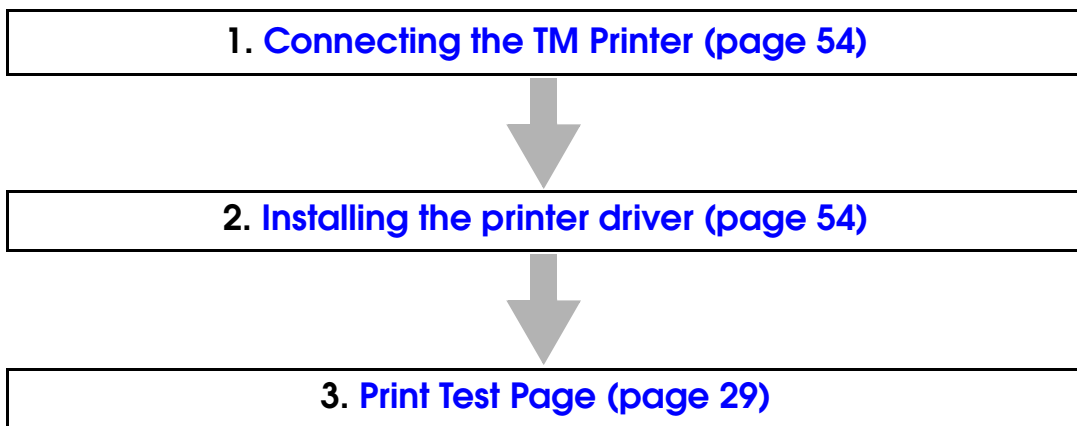 1. Connecting the TM Printer (page 54)
2. Installing the printer driver (page 54)
3. Print Test Page (page 29)